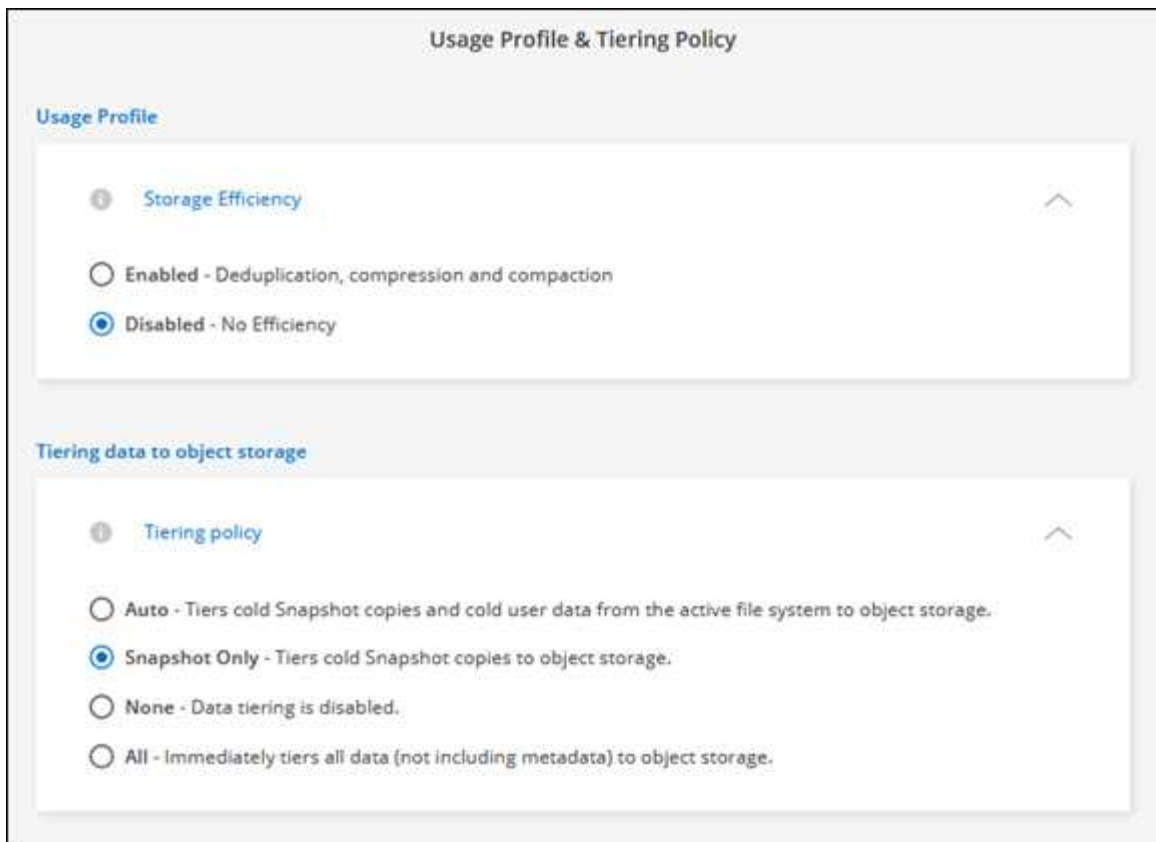 Usage Profile & Tiering Policy
Usage Profile
Storage Efficiency
Enabled - Deduplication, compression and compaction
Disabled - No Efficiency
Tiering data to object storage
Tiering policy
Auto - Tiers cold Snapshot copies and cold user data from the active file system to object storage.
Snapshot Only - Tiers cold Snapshot copies to object storage.
None - Data tiering is disabled.
All - Immediately tiers all data (not including metadata) to object storage.